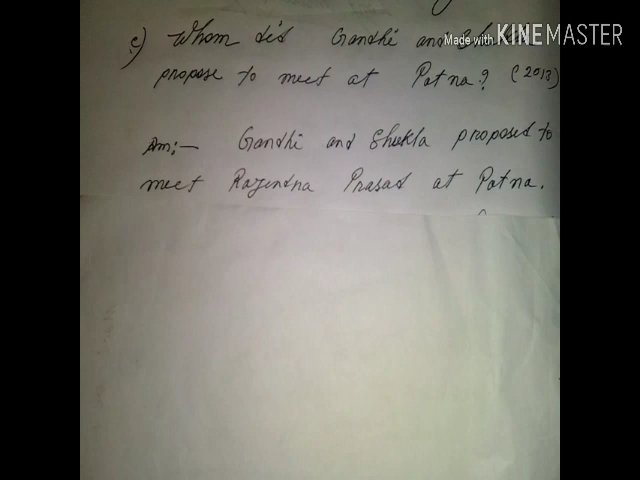 c) Whom did Gandhi and
propose to meet at Patna? (2013)
Ans:- Gandhi and Shukla proposed to
meet Rajendra Prasad at Patna.
Made with KINEMASTER